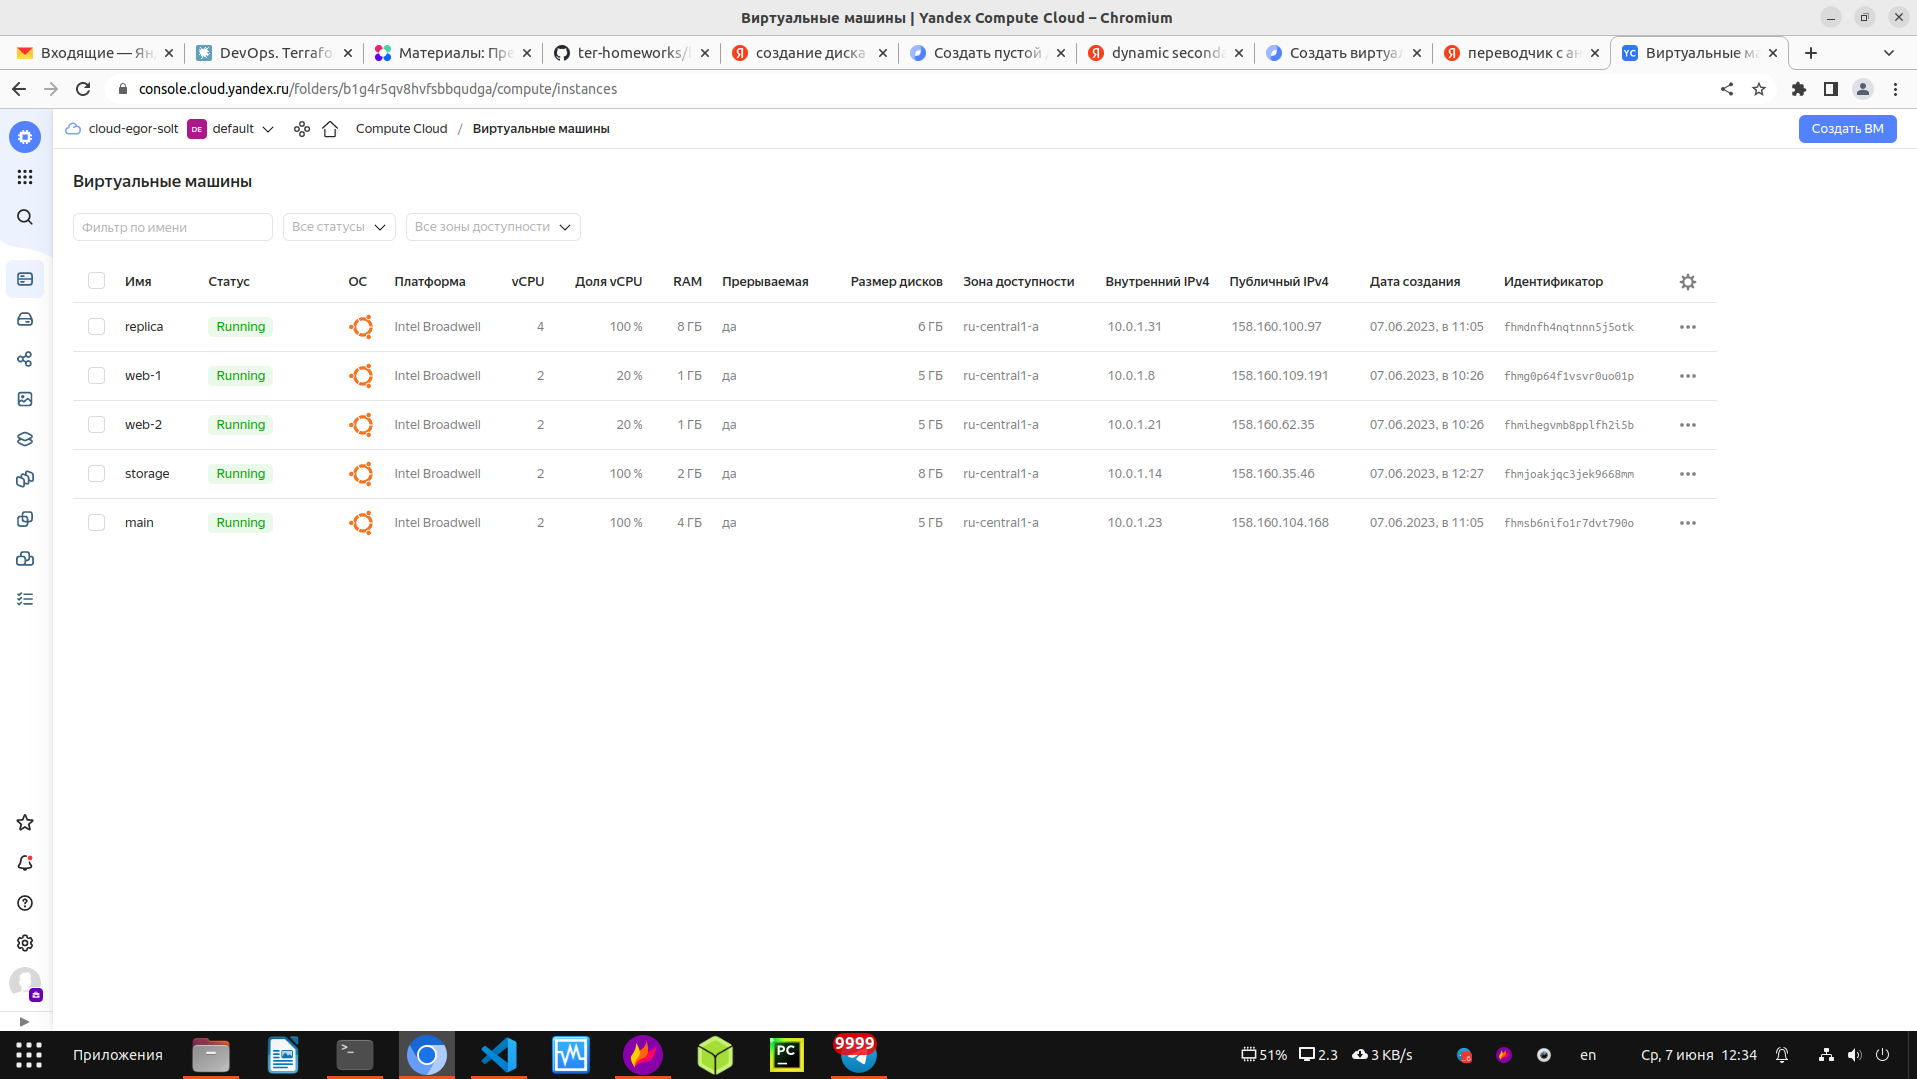 Виртуальные машины | Yandex Compute Cloud – Chromium
Входящие — Ян
DevOps. Terrafo
Материалы: Пре
ter-homeworks/
создание диска
Создать пустой
dynamic seconda
Создать виртуал
переводчик с ан
YC Виртуальные ма
console.cloud.yandex.ru/folders/b1g4r5qv8hvfsbbqudga/compute/instances
cloud-egor-solt DE default Compute Cloud / Виртуальные машины Создать ВМ
Виртуальные машины
Фильтр по имени Все статусы Все зоны доступности
Имя Статус ОС Платформа vCPU Доля vCPU RAM Прерываемая Размер дисков Зона доступности Внутренний IPv4 Публичный IPv4 Дата создания Идентификатор
replica Running Intel Broadwell 4 100 % 8 ГБ да 6 ГБ ru-central1-a 10.0.1.31 158.160.100.97 07.06.2023, в 11:05 fhmdnfh4nqtnnn5j5otk
web-1 Running Intel Broadwell 2 20 % 1 ГБ да 5 ГБ ru-central1-a 10.0.1.8 158.160.109.191 07.06.2023, в 10:26 fhmg0p64f1vsvr0uo01p
web-2 Running Intel Broadwell 2 20 % 1 ГБ да 5 ГБ ru-central1-a 10.0.1.21 158.160.62.35 07.06.2023, в 10:26 fhmihegvmb8pplfh2i5b
storage Running Intel Broadwell 2 100 % 2 ГБ да 8 ГБ ru-central1-a 10.0.1.14 158.160.35.46 07.06.2023, в 12:27 fhmjoakjqc3jek9668mm
main Running Intel Broadwell 2 100 % 4 ГБ да 5 ГБ ru-central1-a 10.0.1.23 158.160.104.168 07.06.2023, в 11:05 fhmsb6nifo1r7dvt790o
Приложения PC 9999 51% 2.3 3 KB/s en Ср, 7 июня 12:34